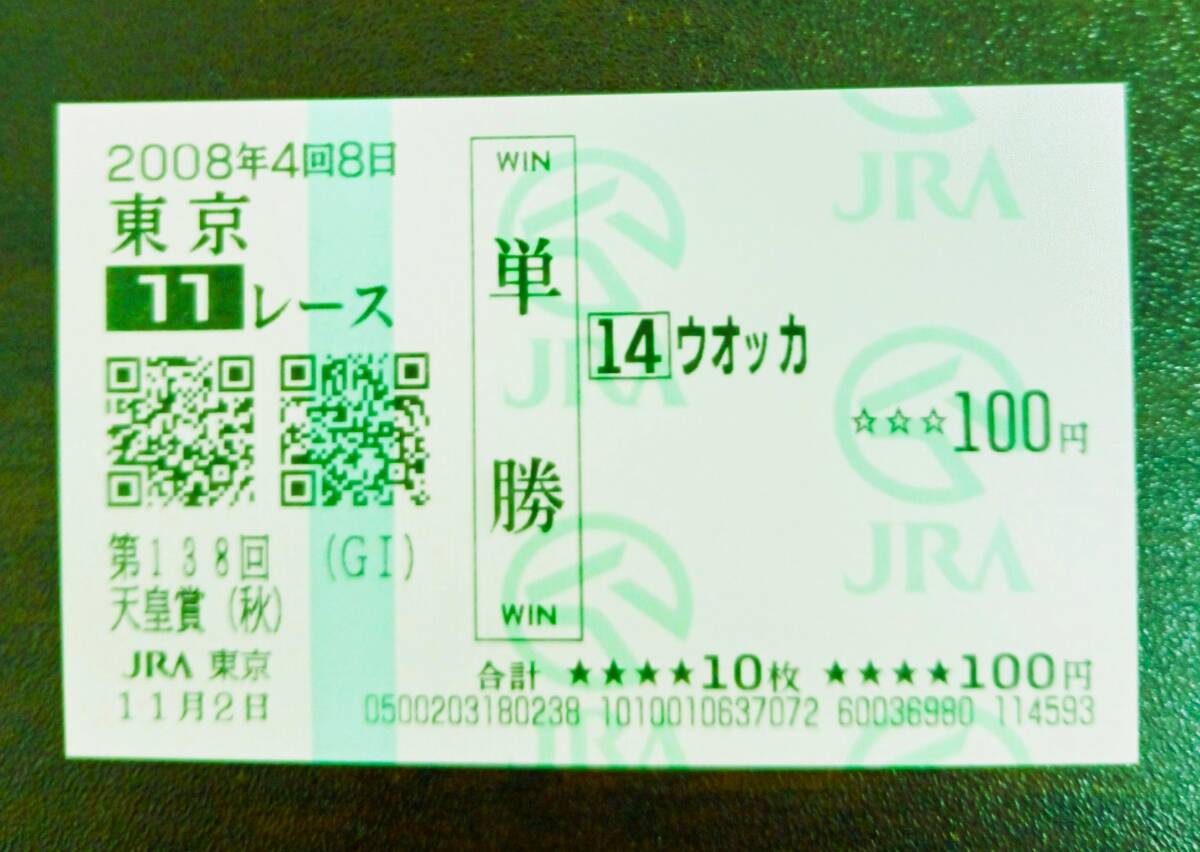 2008年4回8日
東京
11レース
第138回 (GI)
天皇賞(秋)
JRA 東京
11月2日
WIN
単勝
WIN
14 ウオッカ
☆☆☆100円
合計 ★★★★10枚 ★★★★100円
0500203180238 1010010637072 60036980 114593
JRA
JRA
JRA
JRA